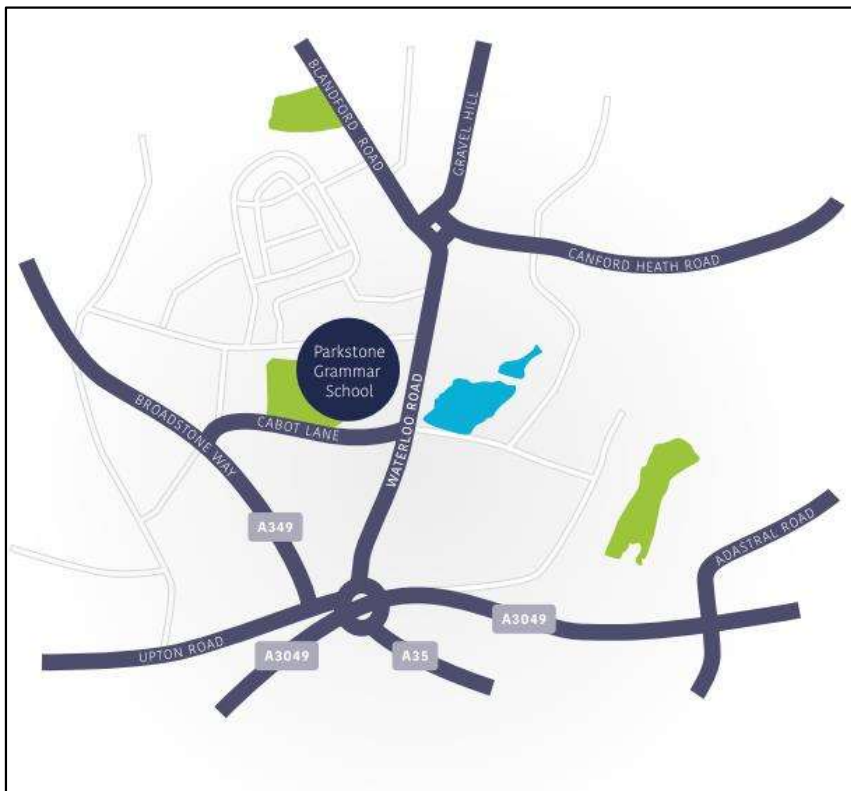 BLANDFORD ROAD
GRAVEL HILL
CANFORD HEATH ROAD
Parkstone
Grammar
School
BROADSTONE WAY
CABOT LANE
WATERLOO ROAD
A349
ADASTRAL ROAD
A3049
UPTON ROAD
A3049
A35